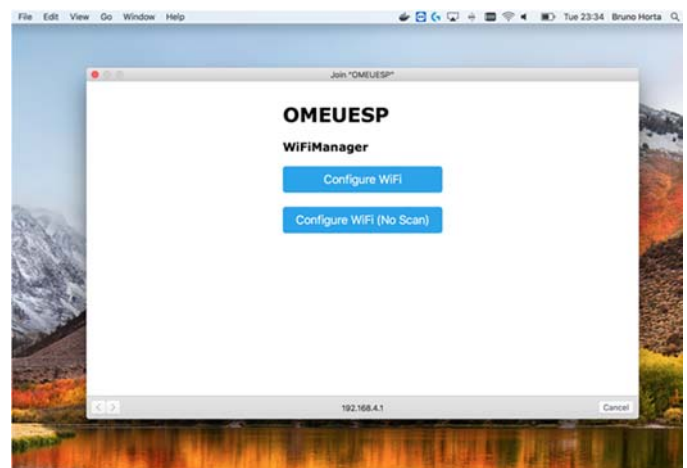 File Edit View Go Window Help Tue 23:34 Bruno Horta
Join "OMEUESP"
OMEUESP
WiFiManager
Configure WiFi
Configure WiFi (No Scan)
192.168.4.1 Cancel